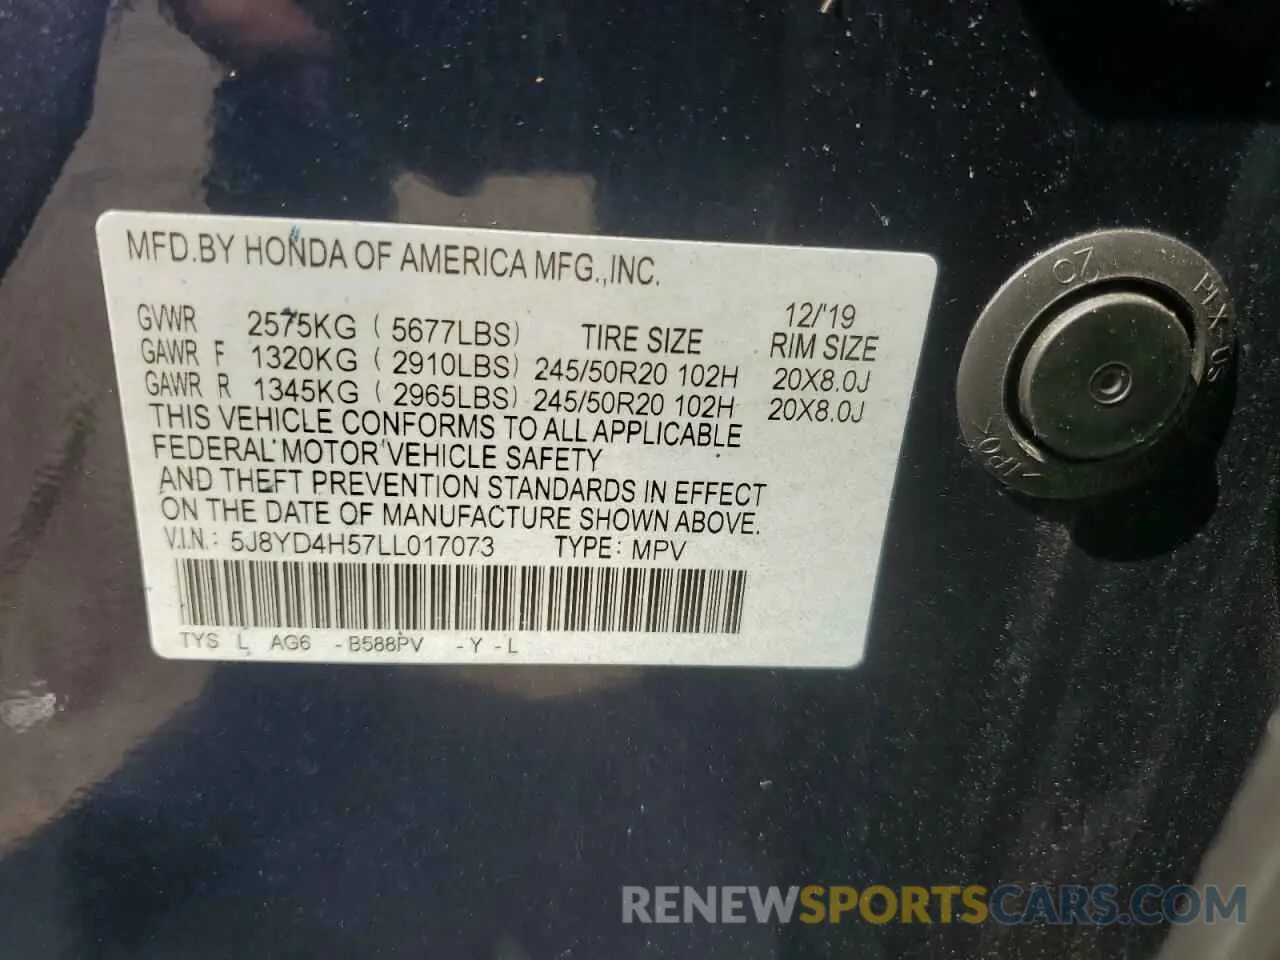 MFD.BY HONDA OF AMERICA MFG.,INC.
12/'19
GVWR 2575KG ( 5677LBS) TIRE SIZE RIM SIZE
GAWR F 1320KG ( 2910LBS) 245/50R20 102H 20X8.0J
GAWR R 1345KG ( 2965LBS) 245/50R20 102H 20X8.0J
THIS VEHICLE CONFORMS TO ALL APPLICABLE
FEDERAL MOTOR VEHICLE SAFETY
AND THEFT PREVENTION STANDARDS IN EFFECT
ON THE DATE OF MANUFACTURE SHOWN ABOVE.
V.I.N.: 5J8YD4H57LL017073 TYPE: MPV
TYS L AG6 -B588PV -Y -L
RENEWSPORTSCARS.COM